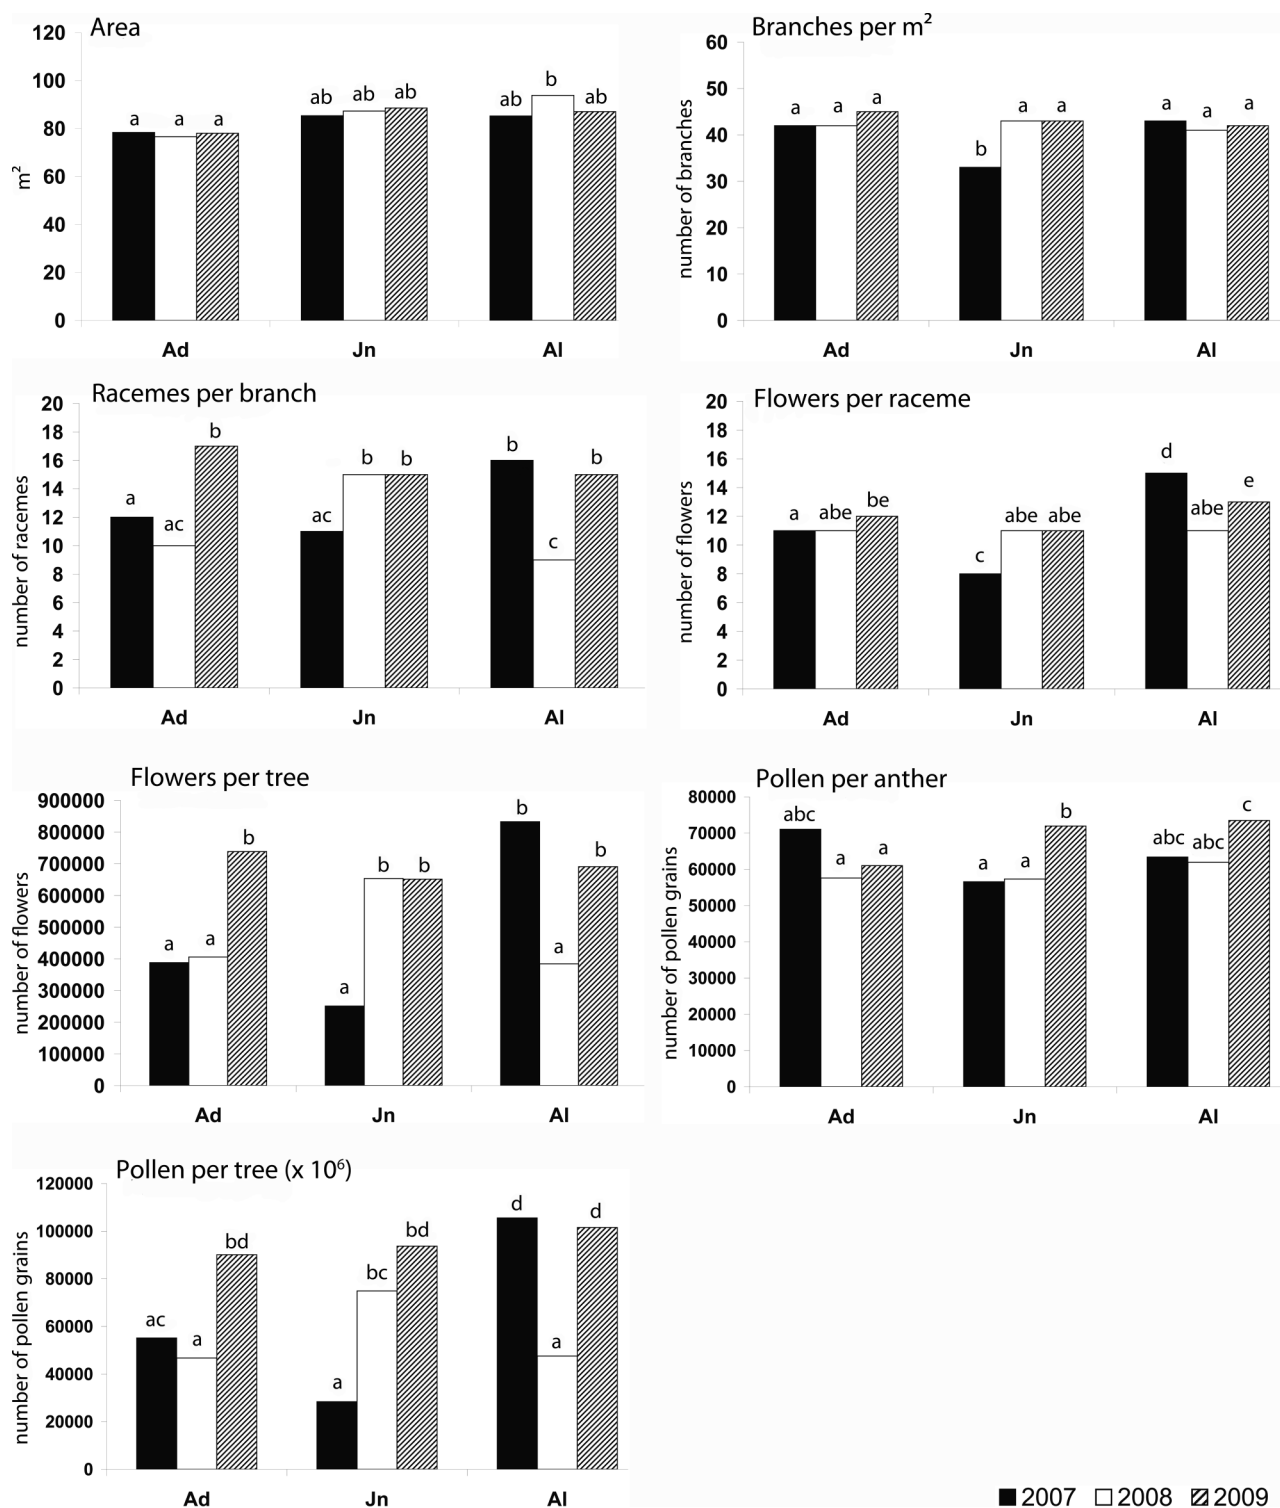 Area
120
100
80
60
40
20
0
m²
a a a
ab ab ab
ab b ab
Ad Jn Al
Branches per m²
60
50
40
30
20
10
0
number of branches
a a a
b a a
a a a
Ad Jn Al
Racemes per branch
20
18
16
14
12
10
8
6
4
2
0
number of racemes
a ac b
ac b b
b c b
Ad Jn Al
Flowers per raceme
20
18
16
14
12
10
8
6
4
2
0
number of flowers
a abe be
c abe abe
d abe e
Ad Jn Al
Flowers per tree
900000
800000
700000
600000
500000
400000
300000
200000
100000
0
number of flowers
a a b
a b b
b a b
Ad Jn Al
Pollen per anther
80000
70000
60000
50000
40000
30000
20000
10000
0
number of pollen grains
abc a a
a a b
abc abc c
Ad Jn Al
Pollen per tree (x 10⁶)
120000
100000
80000
60000
40000
20000
0
number of pollen grains
ac a bd
a bc bd
d a d
Ad Jn Al
2007 2008 2009